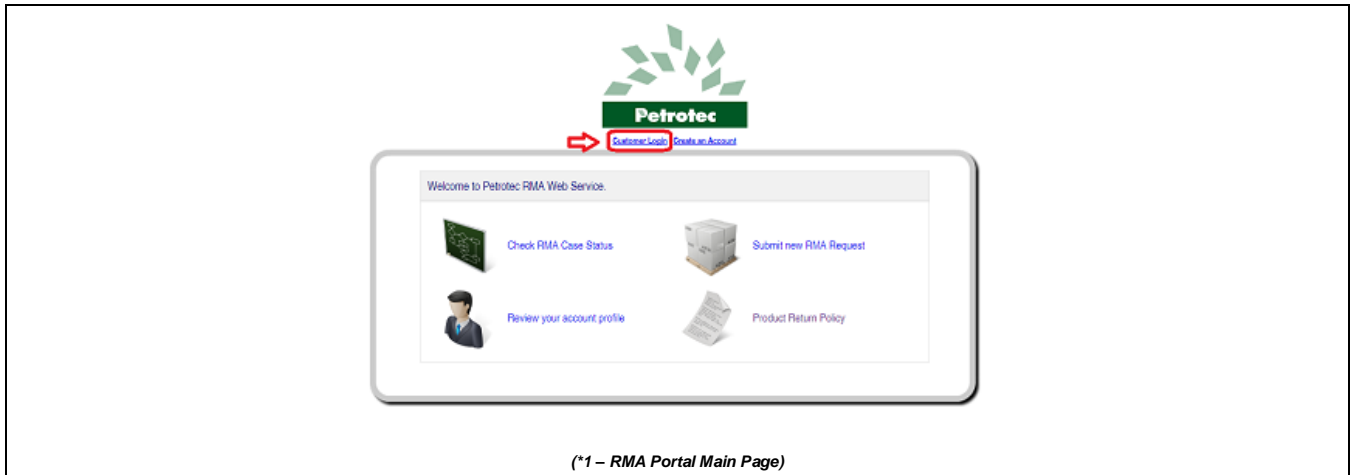 Petrotec
Customer Login Create an Account
Welcome to Petrotec RMA Web Service.
Check RMA Case Status
Submit new RMA Request
Review your account profile
Product Return Policy
(*1 – RMA Portal Main Page)